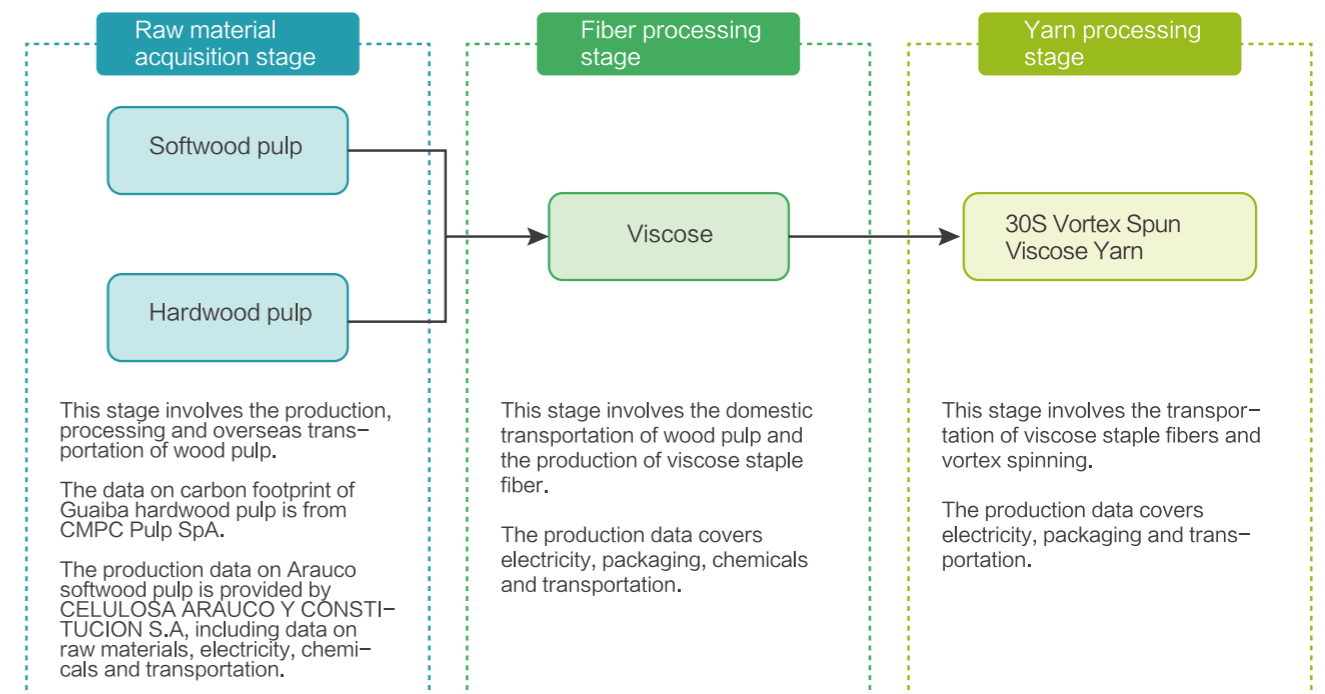 Raw material
acquisition stage
Softwood pulp
Hardwood pulp
This stage involves the production,
processing and overseas trans-
portation of wood pulp.
The data on carbon footprint of
Guaiba hardwood pulp is from
CMPC Pulp SpA.
The production data on Arauco
softwood pulp is provided by
CELULOSA ARAUCO Y CONSTI-
TUCION S.A, including data on
raw materials, electricity, chemi-
cals and transportation.
Fiber processing
stage
Viscose
This stage involves the domestic
transportation of wood pulp and
the production of viscose staple
fiber.
The production data covers
electricity, packaging, chemicals
and transportation.
Yarn processing
stage
30S Vortex Spun
Viscose Yarn
This stage involves the transpor-
tation of viscose staple fibers and
vortex spinning.
The production data covers
electricity, packaging and trans-
portation.